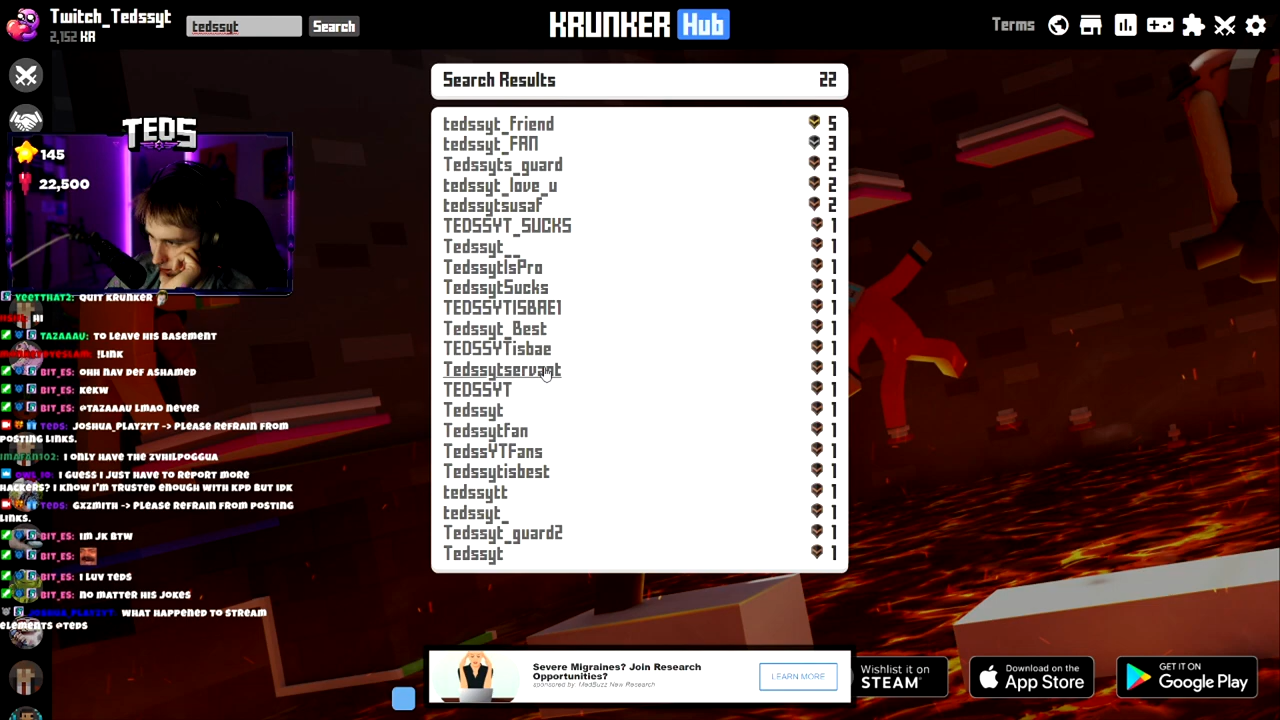 Twitch_Tedssyt
2,152 KR
tedssyt
Search
KRUNKER Hub
Terms
Search Results 22
tedssyt_friend 5
tedssyt_FAN 3
Tedssyts_guard 2
tedssyt_love_u 2
tedssytsusaf 2
TEDSSYT_SUCKS 1
Tedssyt__ 1
TedssytIsPro 1
TedssytSucks 1
TEDSSYTISBAE1 1
Tedssyt_Best 1
TEDSSYTisbae 1
Tedssytservant 1
TEDSSYT 1
Tedssyt 1
Tedssytfan 1
TedssYTFans 1
Tedssytisbest 1
tedssytt 1
tedssyt_ 1
Tedssyt_guard2 1
Tedssyt 1
TEDS
145
22,500
YEETTHAT2: QUIT KRUNKER
HI
TAZAAAU: TO LEAVE HIS BASEMENT
!LINK
BIT_ES: OHH NAV DEF ASHAMED
BIT_ES: KEKW
BIT_ES: @TAZAAAU LMAO NEVER
TEDS: JOSHUA_PLAYZYT -> PLEASE REFRAIN FROM
POSTING LINKS.
IMAFAN102: I ONLY HAVE THE ZVHILPOGGUA
I GUESS I JUST HAVE TO REPORT MORE
HACKERS? I KNOW I'M TRUSTED ENOUGH WITH KPD BUT IDK
TEDS: GXZMITH -> PLEASE REFRAIN FROM POSTING
LINKS.
BIT_ES: IM JK BTW
BIT_ES:
BIT_ES: I LUV TEDS
BIT_ES: NO MATTER HIS JOKES
JOSHUA_PLAYZYT: WHAT HAPPENED TO STREAM
ELEMENTS @TEDS
Severe Migraines? Join Research
Opportunities?
sponsored by: MedBuzz New Research
LEARN MORE
Wishlist it on
STEAM
Download on the
App Store
GET IT ON
Google Play